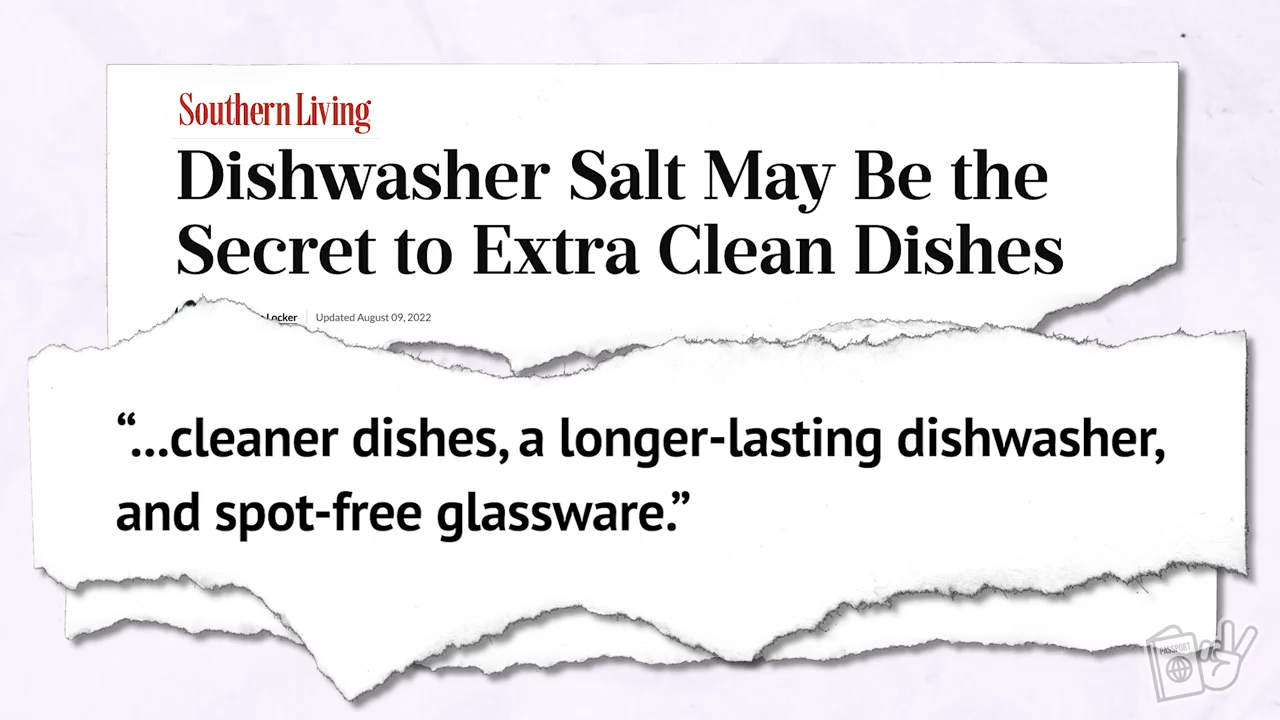 Southern Living
Dishwasher Salt May Be the
Secret to Extra Clean Dishes
Locker Updated August 09, 2022
“...cleaner dishes, a longer-lasting dishwasher,
and spot-free glassware.”
PASSPORT